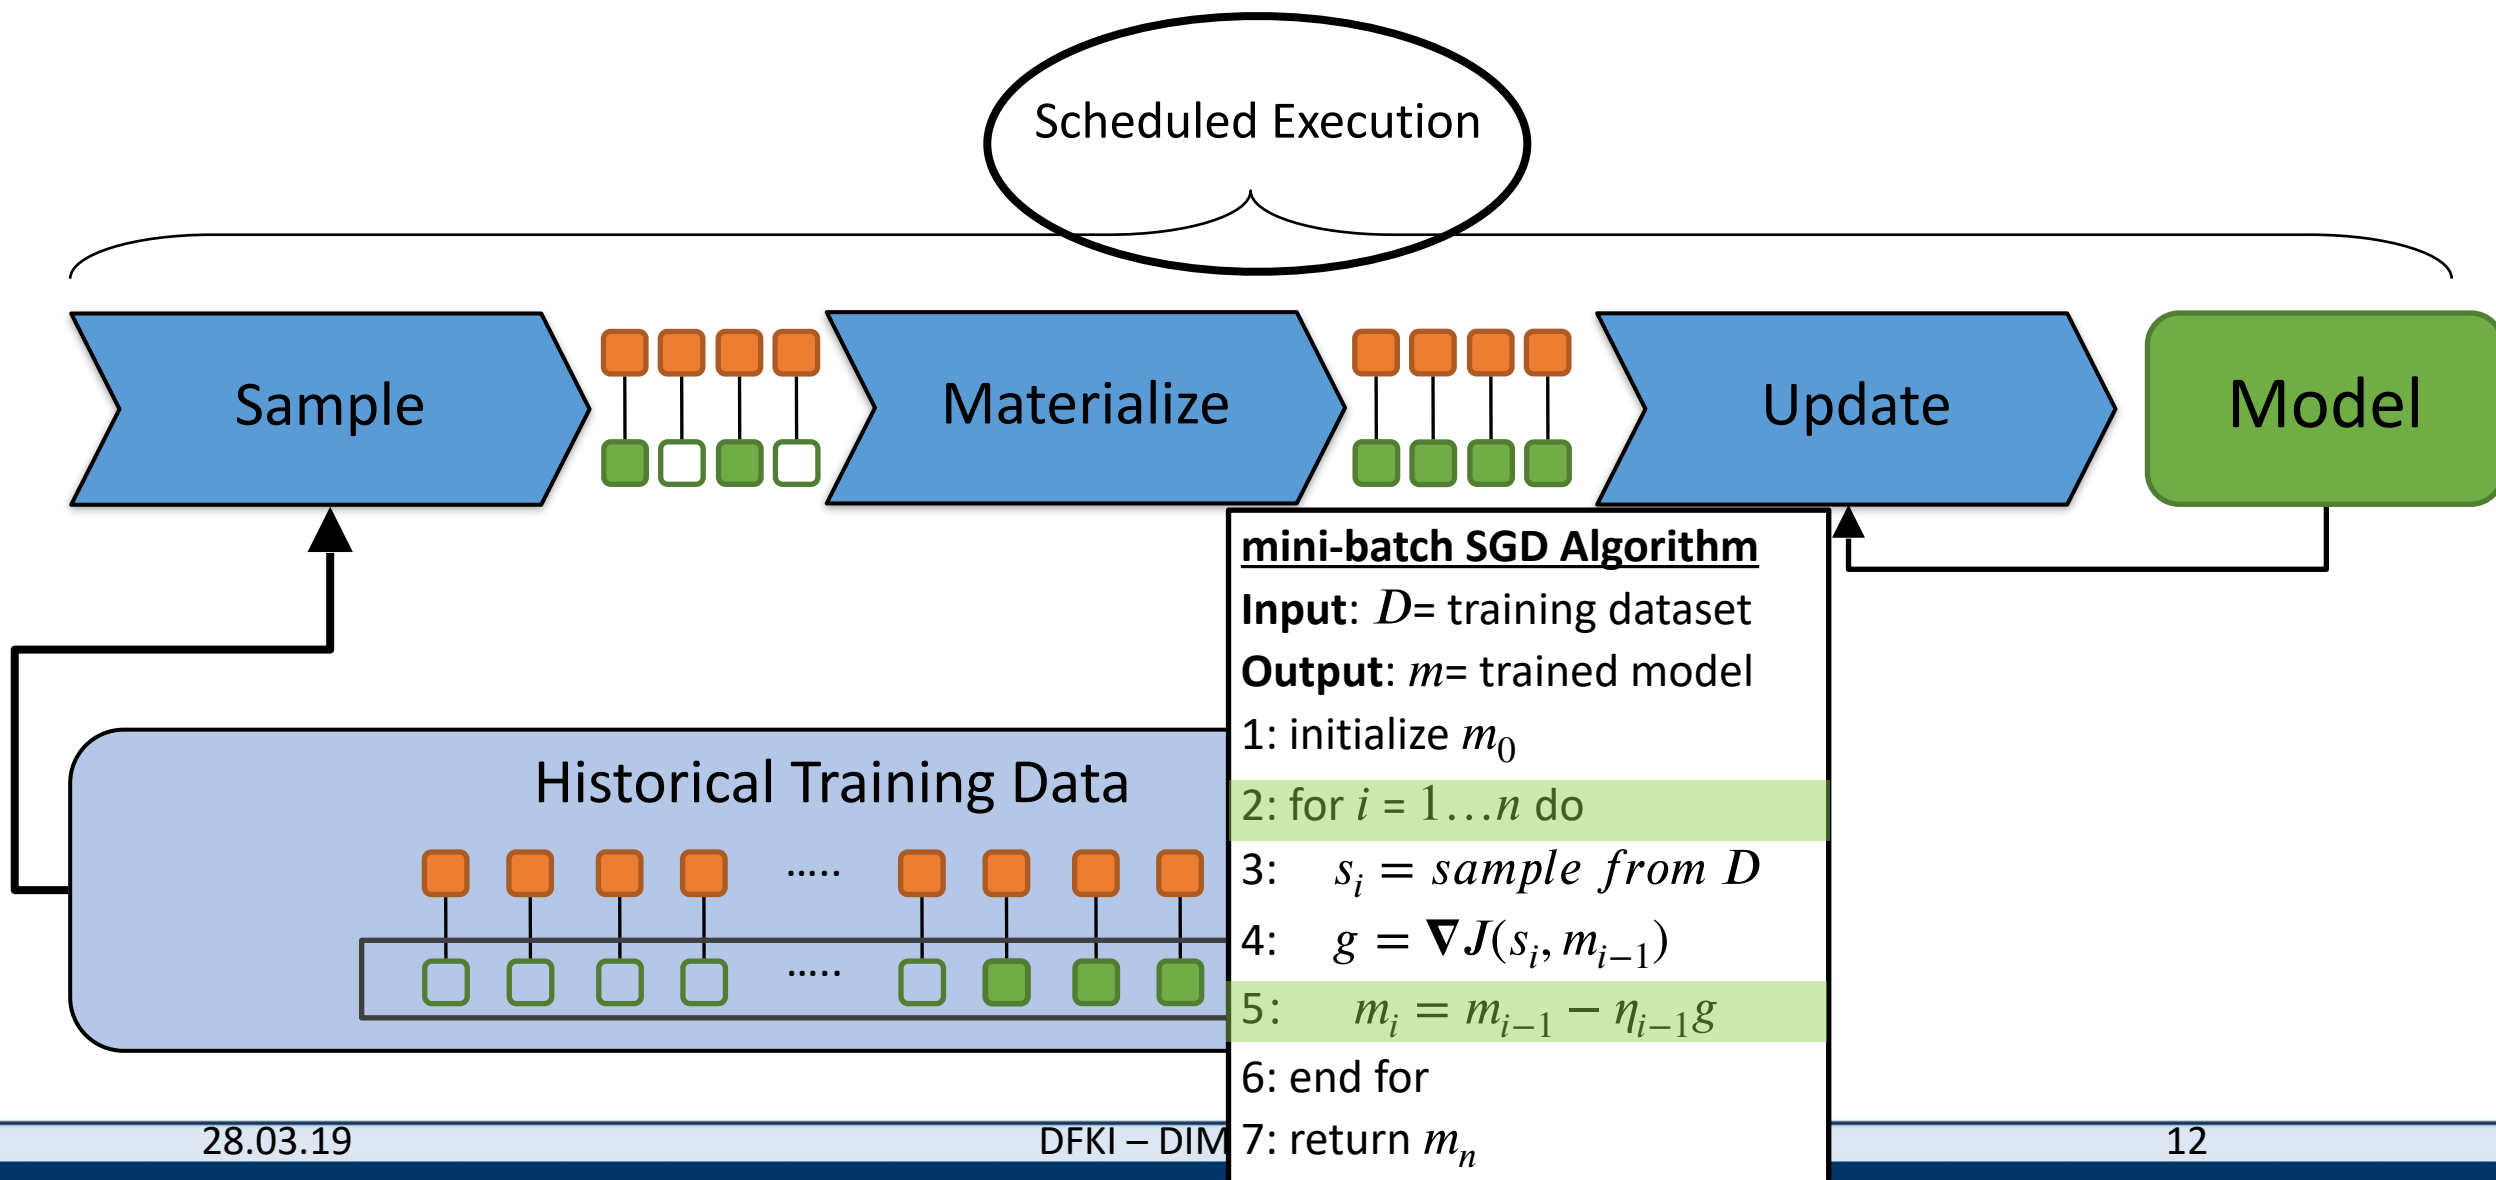 Scheduled Execution
Sample
Materialize
Update
Model
Historical Training Data
.....
.....
mini-batch SGD Algorithm
Input: D= training dataset
Output: m= trained model
1: initialize m₀
2: for i = 1…n do
3: sᵢ = sample from D
4: g = ∇J(sᵢ, mᵢ₋₁)
5: mᵢ = mᵢ₋₁ − ηᵢ₋₁g
6: end for
7: return mₙ
28.03.19
DFKI – DIM
12